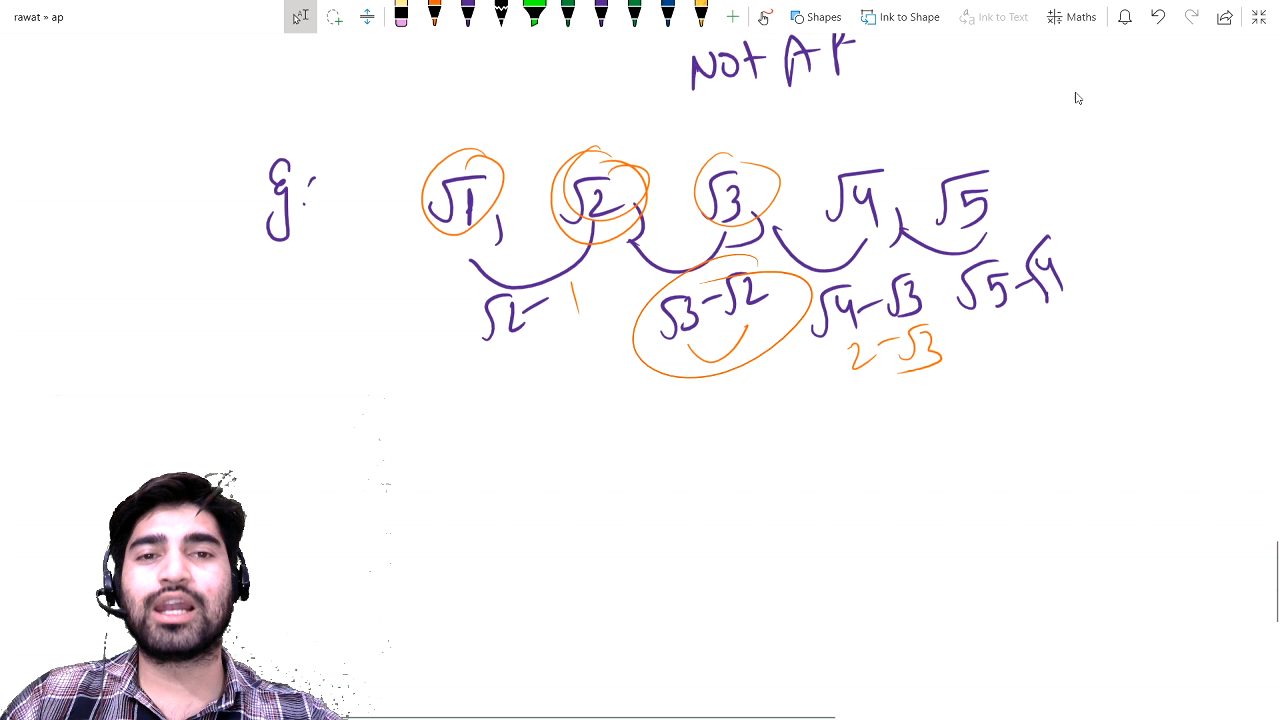 rawat » ap
Shapes Ink to Shape Ink to Text Maths
Not AP
Eg:
√1, √2, √3, √4, √5
√2-1 √3-√2 √4-√3 √5-√4
2-√3